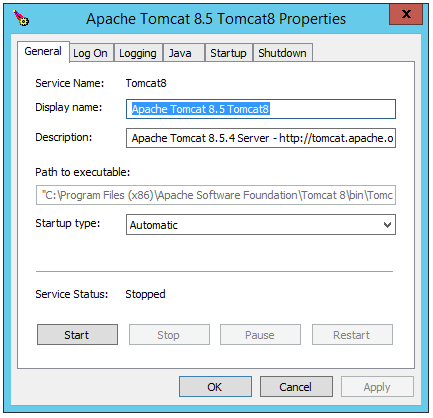 Apache Tomcat 8.5 Tomcat8 Properties
x
General Log On Logging Java Startup Shutdown
Service Name: Tomcat8
Display name: Apache Tomcat 8.5 Tomcat8
Description: Apache Tomcat 8.5.4 Server - http://tomcat.apache.o
Path to executable:
"C:\Program Files (x86)\Apache Software Foundation\Tomcat 8\bin\Tomc
Startup type: Automatic
Service Status: Stopped
Start Stop Pause Restart
OK Cancel Apply